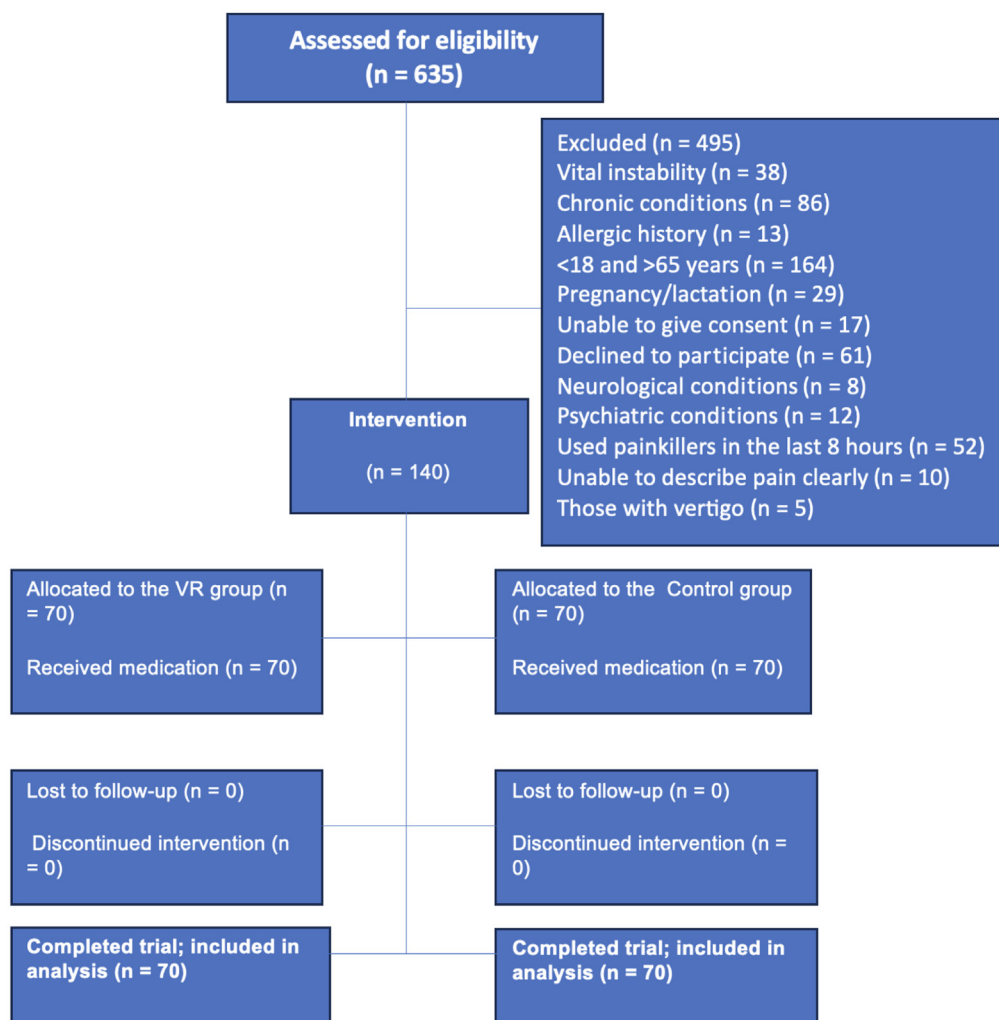 Assessed for eligibility
(n = 635)
Excluded (n = 495)
Vital instability (n = 38)
Chronic conditions (n = 86)
Allergic history (n = 13)
<18 and >65 years (n = 164)
Pregnancy/lactation (n = 29)
Unable to give consent (n = 17)
Declined to participate (n = 61)
Neurological conditions (n = 8)
Psychiatric conditions (n = 12)
Used painkillers in the last 8 hours (n = 52)
Unable to describe pain clearly (n = 10)
Those with vertigo (n = 5)
Intervention
(n = 140)
Allocated to the VR group (n
= 70)
Received medication (n = 70)
Allocated to the Control group
(n = 70)
Received medication (n = 70)
Lost to follow-up (n = 0)
Discontinued intervention (n
= 0)
Lost to follow-up (n = 0)
Discontinued intervention (n =
0)
Completed trial; included in
analysis (n = 70)
Completed trial; included in
analysis (n = 70)